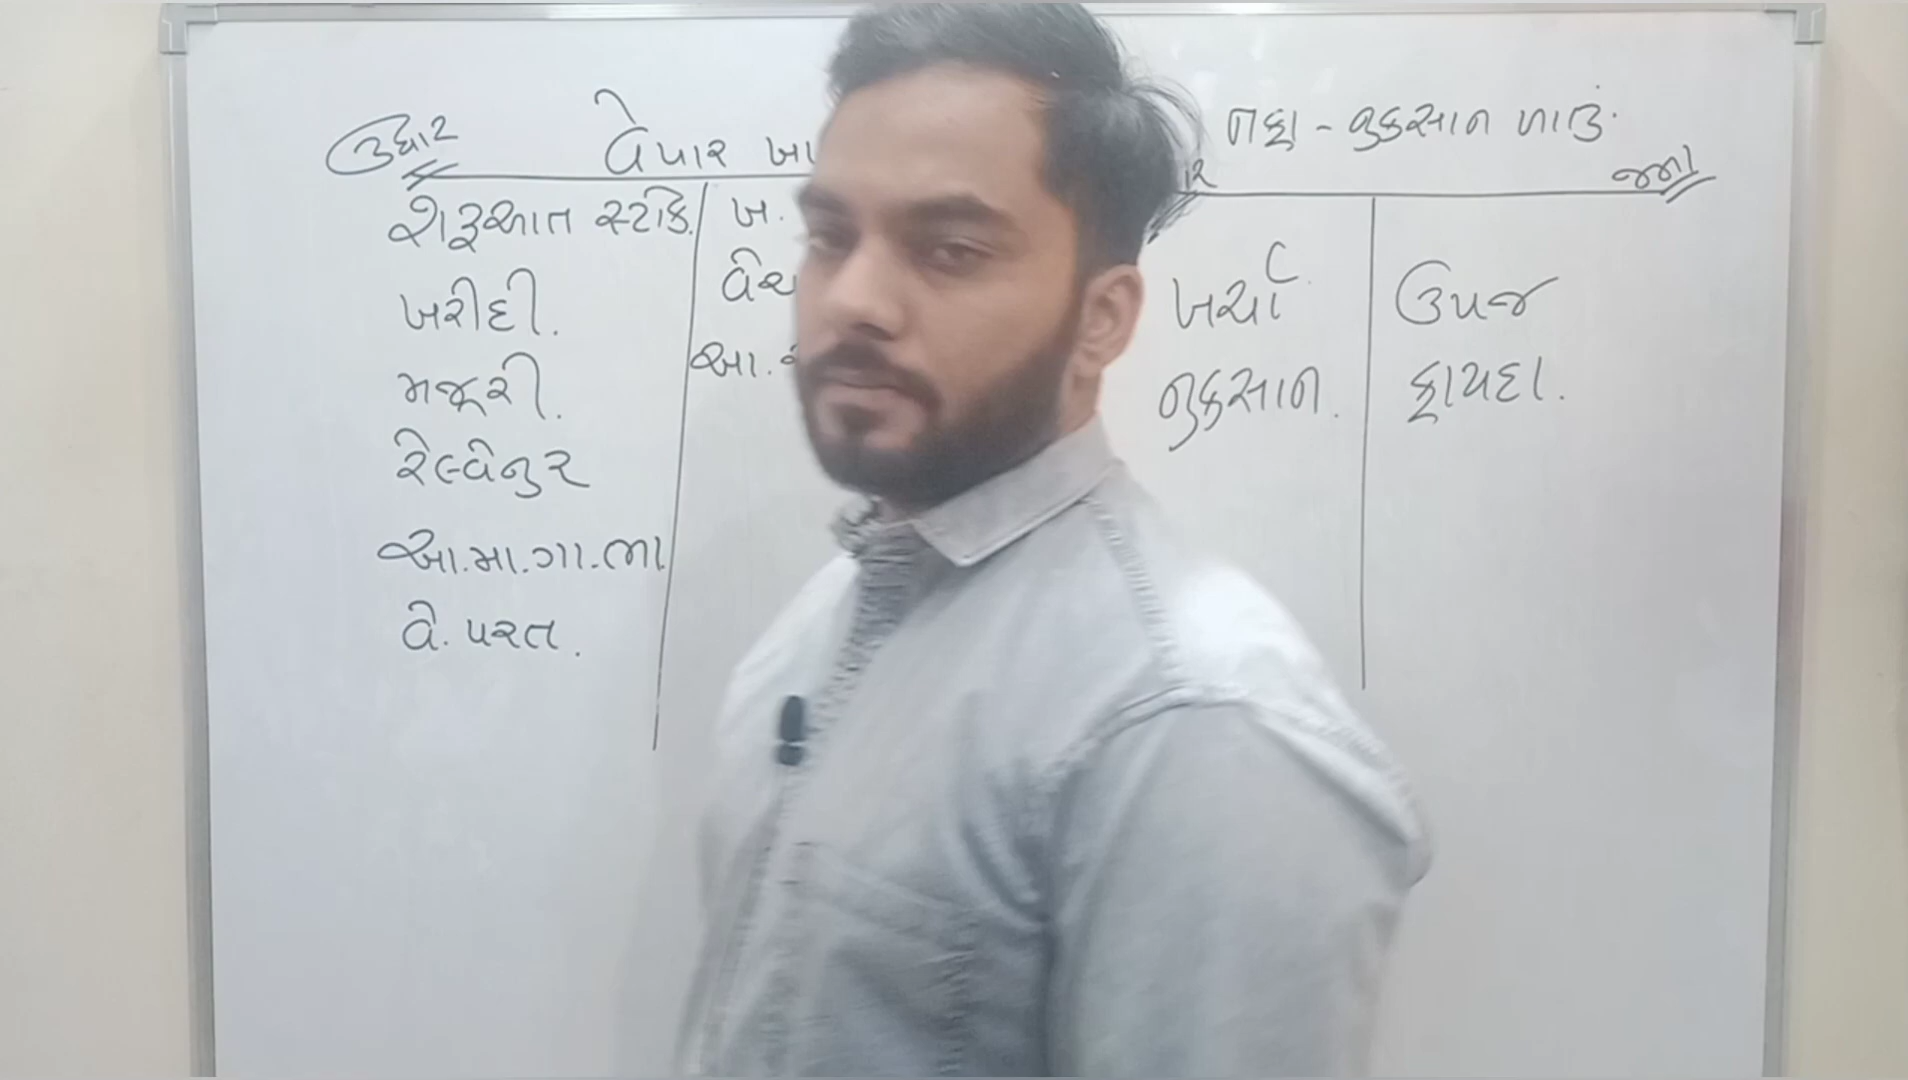 ઉધાર વેપાર ખા
શરૂઆત સ્ટોક.
ખરીદી.
મજૂરી.
રેલ્વેનુર
આ.મા.ગા.ભા.
વે. પરત.
ખ.
વેચ
આ.
નફા - નુકસાન ખાતું.
જમા
ખર્ચા
નુકસાન.
ઉપજ
ફાયદા.